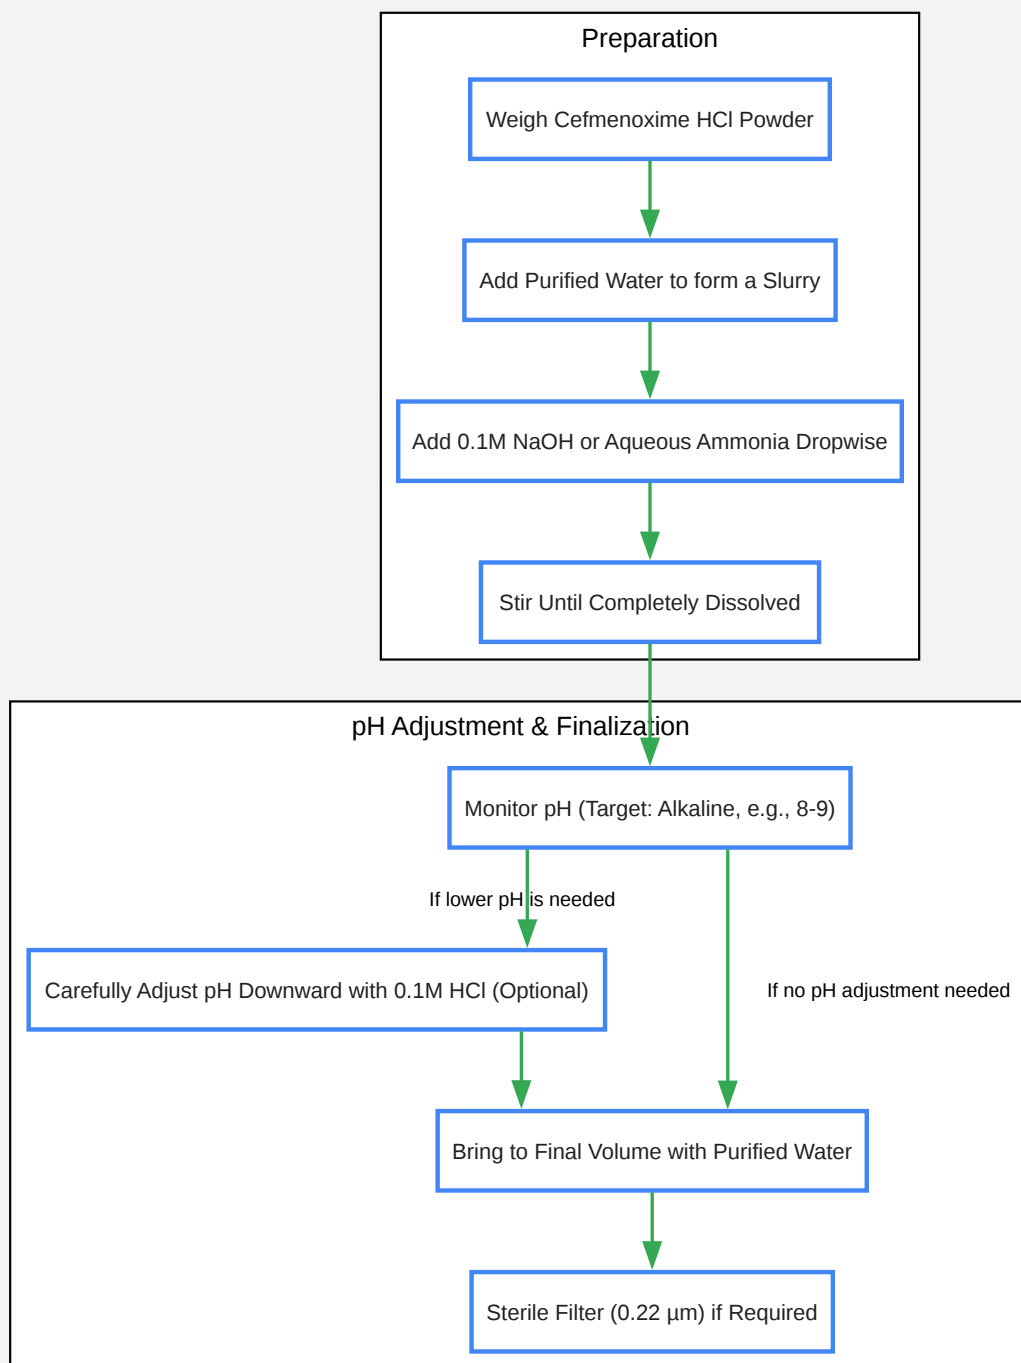 Preparation
Weigh Cefmenoxime HCl Powder
Add Purified Water to form a Slurry
Add 0.1M NaOH or Aqueous Ammonia Dropwise
Stir Until Completely Dissolved
pH Adjustment & Finalization
Monitor pH (Target: Alkaline, e.g., 8-9)
If lower pH is needed
Carefully Adjust pH Downward with 0.1M HCl (Optional)
If no pH adjustment needed
Bring to Final Volume with Purified Water
Sterile Filter (0.22 µm) if Required